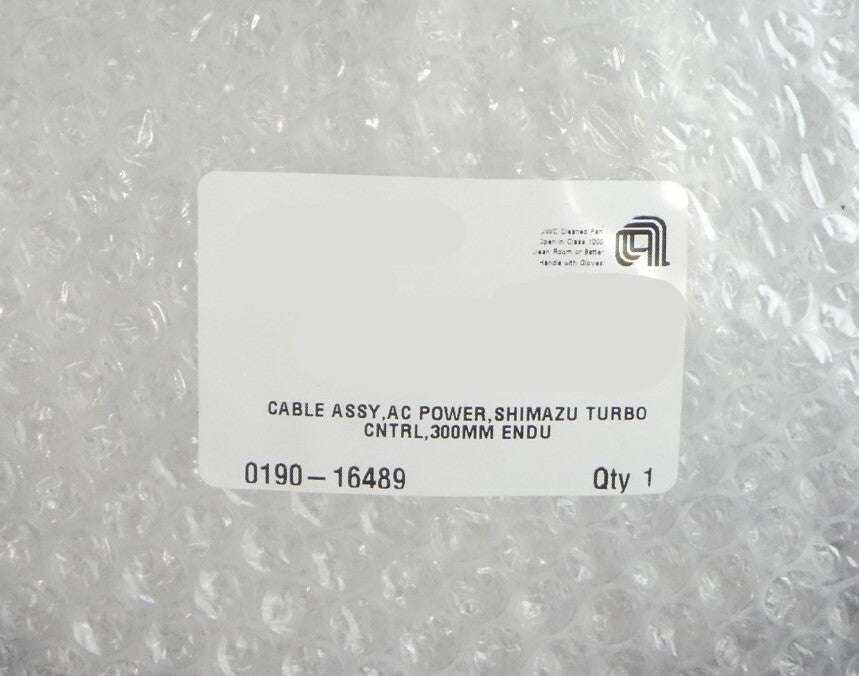 UWC Cleaned Part
Open in Class 1000
Clean Room or Better
Handle with Gloves
CABLE ASSY,AC POWER,SHIMAZU TURBO
CNTRL,300MM ENDU
0190-16489
Qty 1